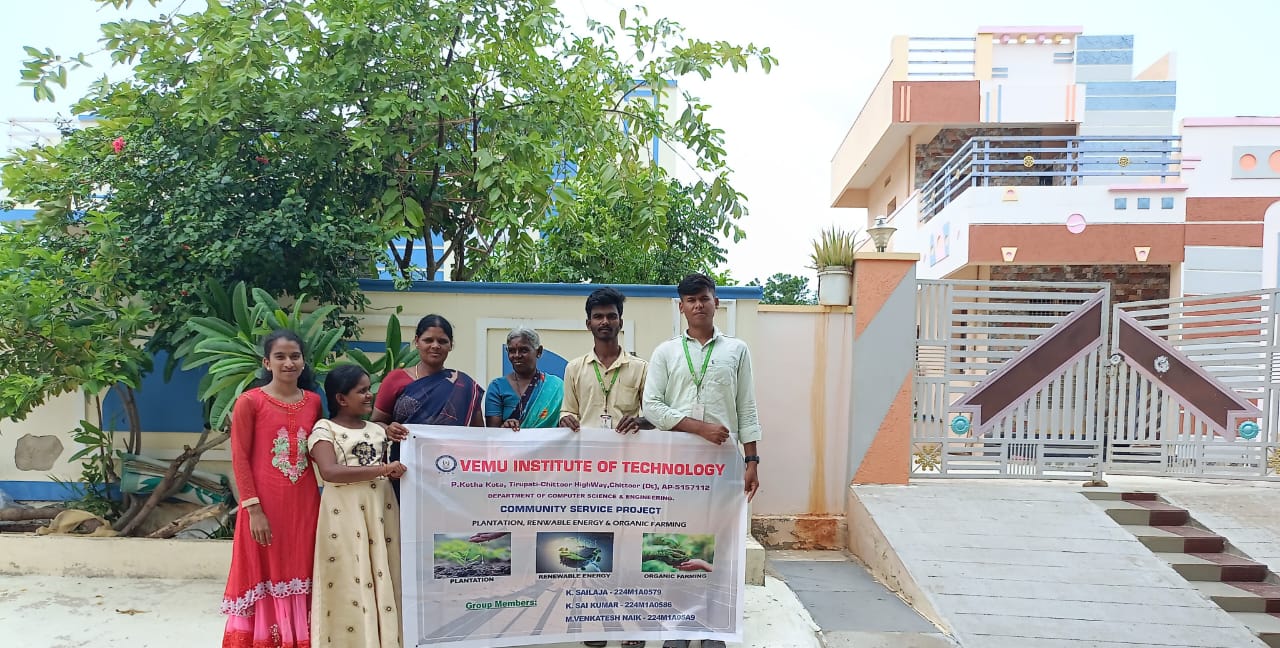 VEMU INSTITUTE OF TECHNOLOGY
P.Kotha Kota, Tirupati-Chittoor HighWay,Chittoor (Dt), AP-5157112
DEPARTMENT OF COMPUTER SCIENCE & ENGINEERING.
COMMUNITY SERVICE PROJECT
PLANTATION, RENWABLE ENERGY & ORGANIC FARMING
PLANTATION
RENEWABLE ENERGY
ORGANIC FARMING
Group Members:
K. SAILAJA - 224M1A0579
K. SAI KUMAR - 224M1A0586
M.VENKATESH NAIK - 224M1A05A9